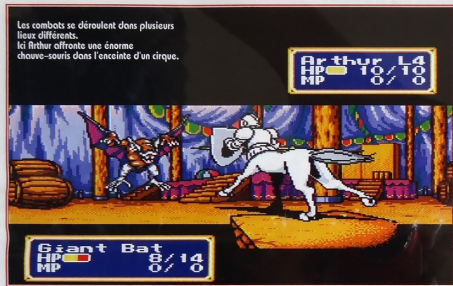 Les combats se déroulent dans plusieurs
lieux différents.
Ici Arthur affronte une énorme
chauve-souris dans l'enceinte d'un cirque.
Arthur L4
HP 10/10
MP 0/ 0
Giant Bat
HP 8/14
MP 0/ 0